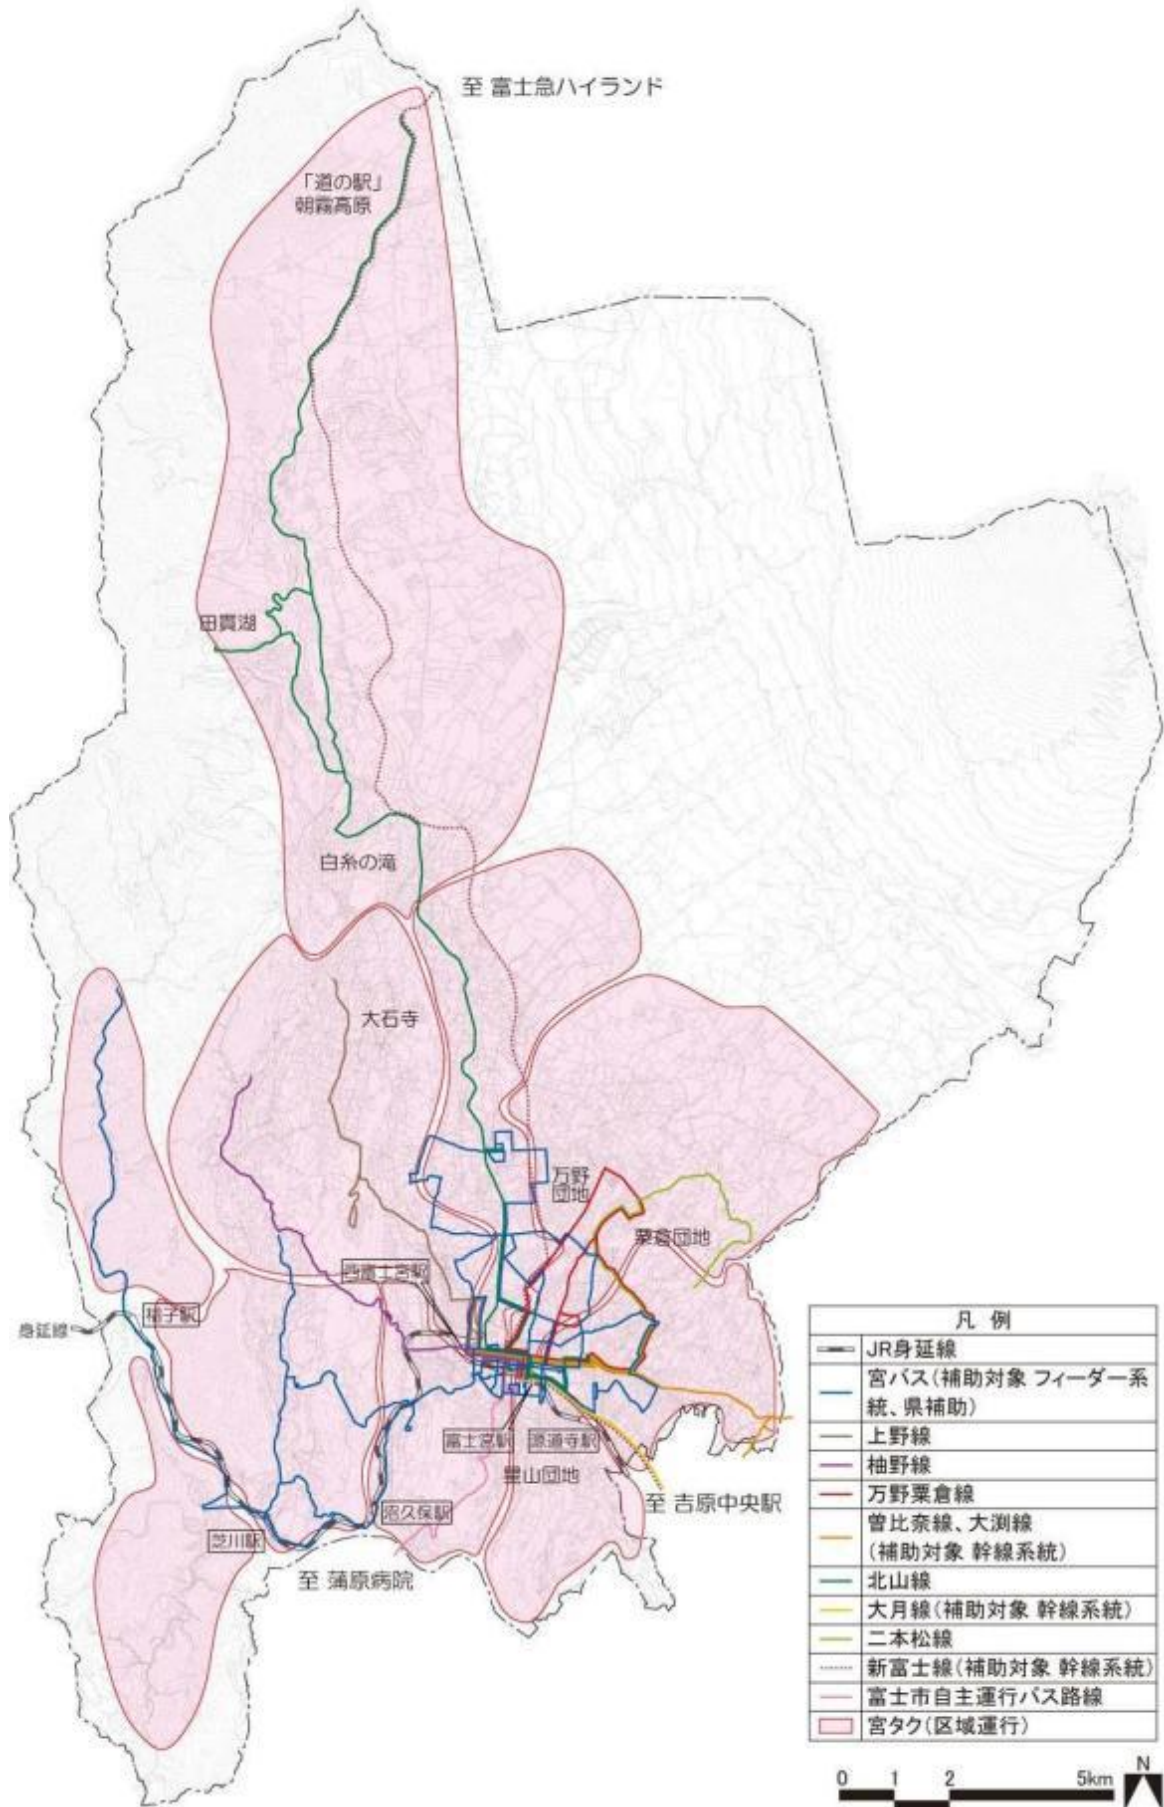 至 富士急ハイランド
「道の駅」
朝霧高原
田貫湖
白糸の滝
大石寺
万野
団地
粟倉団地
西富士宮駅
稲子駅
身延線
富士宮駅
源道寺駅
星山団地
至 吉原中央駅
沼久保駅
芝川駅
至 蒲原病院
凡 例
JR身延線
宮バス(補助対象 フィーダー系
統、県補助)
上野線
柚野線
万野粟倉線
曽比奈線、大渕線
(補助対象 幹線系統)
北山線
大月線(補助対象 幹線系統)
二本松線
新富士線(補助対象 幹線系統)
富士市自主運行バス路線
宮タク(区域運行)
0 1 2 5km
N